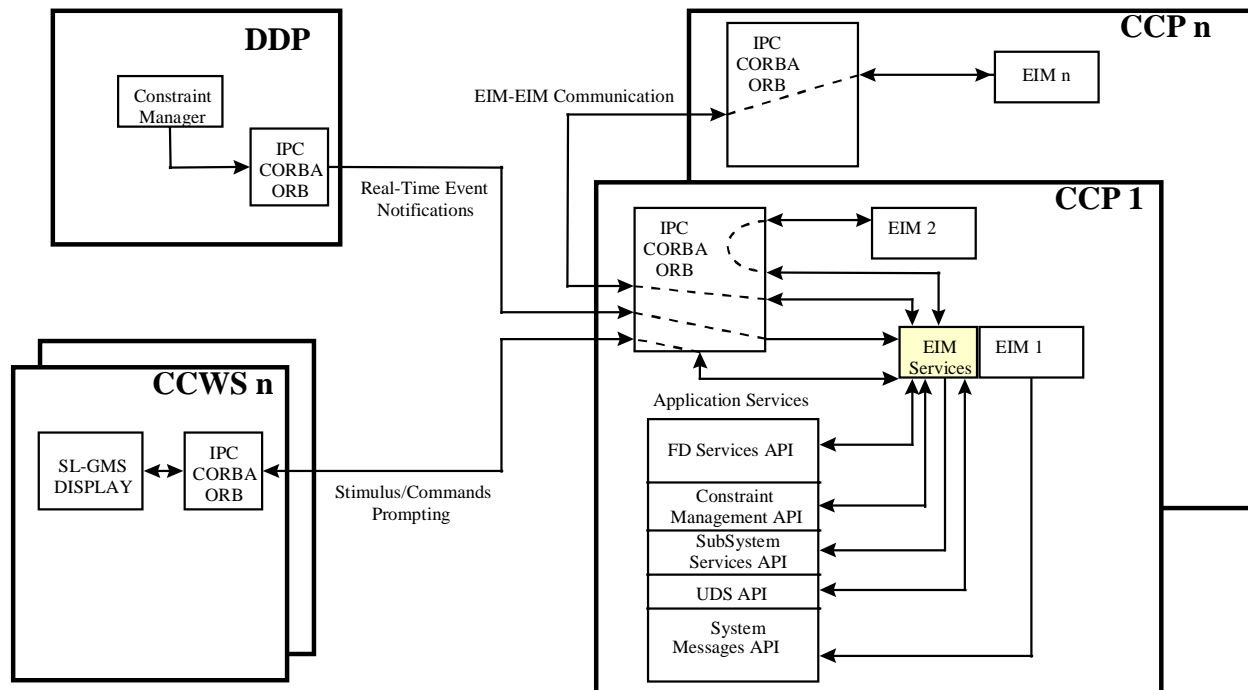 DDP
Constraint
Manager
IPC
CORBA
ORB
Real-Time Event
Notifications
EIM-EIM Communication
CCP n
IPC
CORBA
ORB
EIM n
CCP 1
IPC
CORBA
ORB
EIM 2
EIM
Services
EIM 1
CCWS n
SL-GMS
DISPLAY
IPC
CORBA
ORB
Stimulus/Commands
Prompting
Application Services
FD Services API
Constraint
Management API
SubSystem
Services API
UDS API
System
Messages API